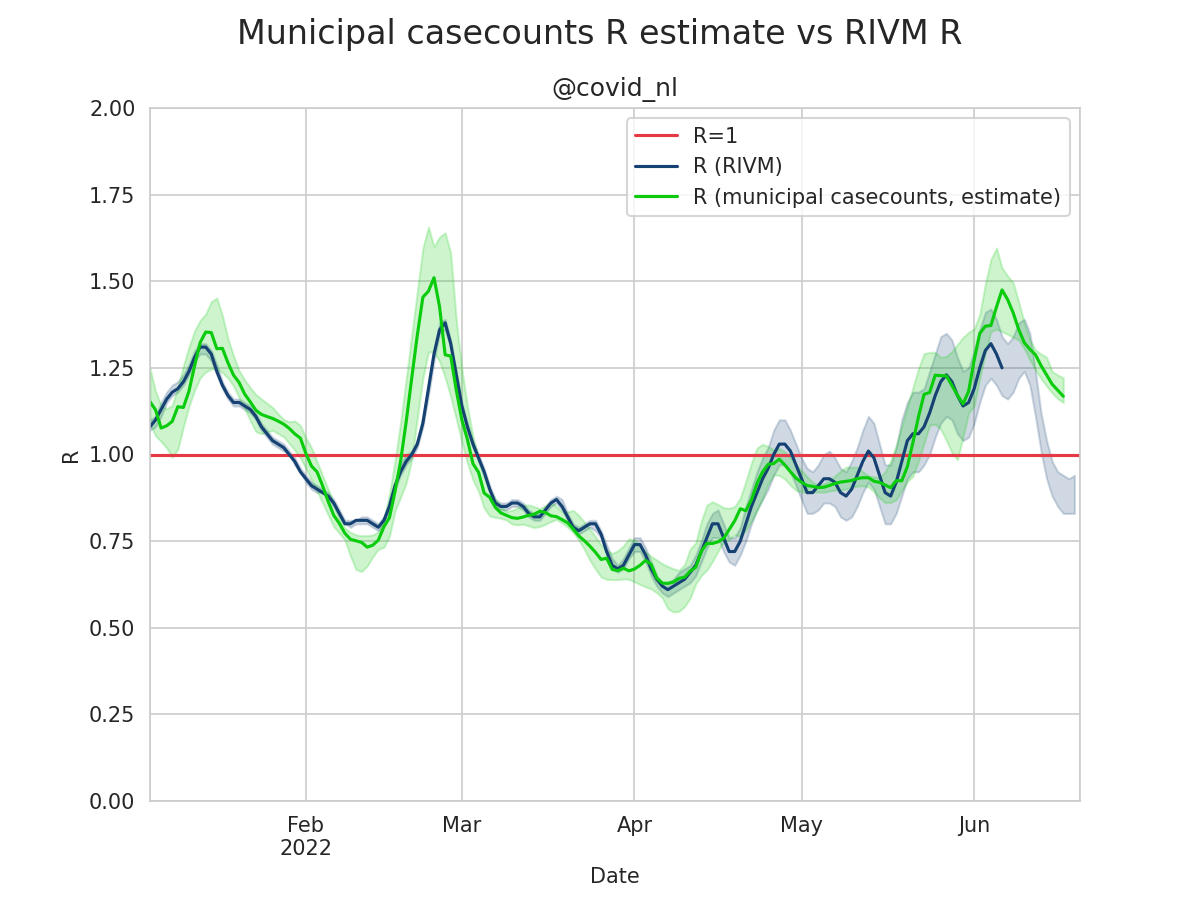 Municipal casecounts R estimate vs RIVM R
@covid_nl
R=1
R (RIVM)
R (municipal casecounts, estimate)
2.00
1.75
1.50
1.25
1.00
0.75
0.50
0.25
0.00
R
Feb
2022
Mar
Apr
May
Jun
Date